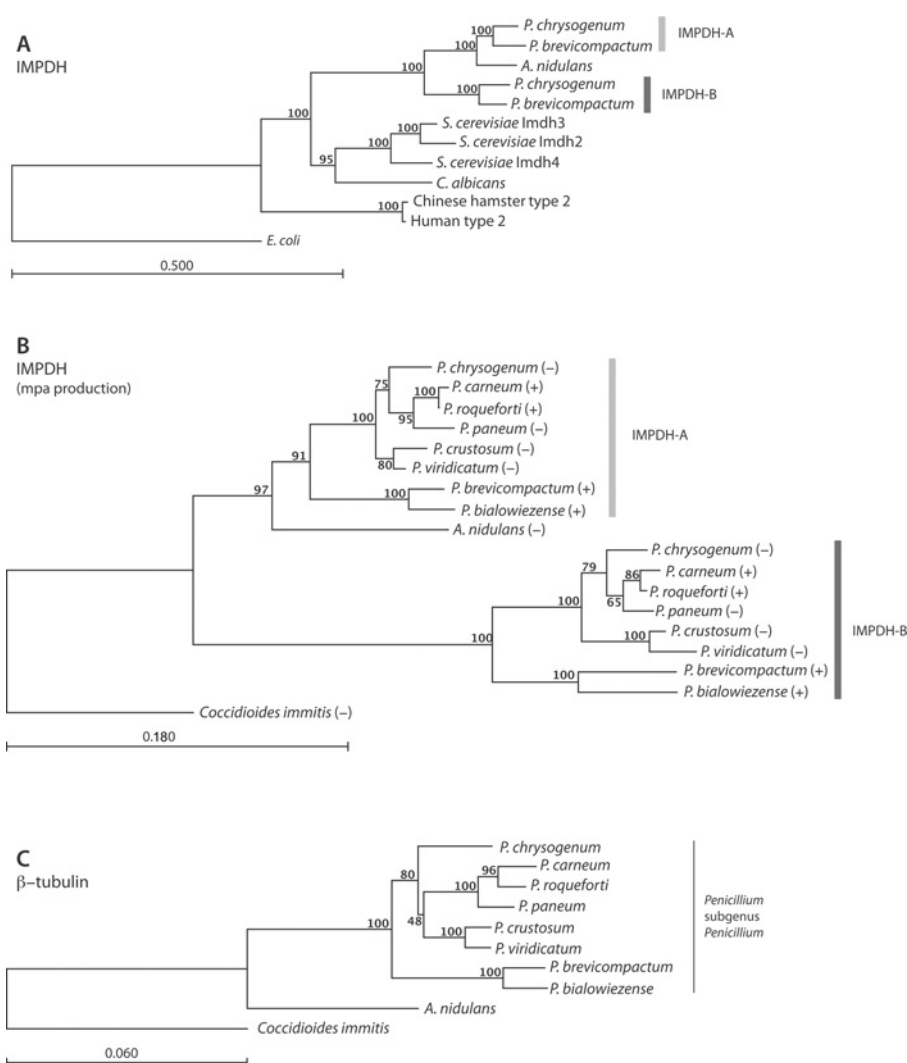 A
IMPDH
P. chrysogenum
P. brevicompactum
A. nidulans
P. chrysogenum
P. brevicompactum
S. cerevisiae Imdh3
S. cerevisiae Imdh2
S. cerevisiae Imdh4
C. albicans
Chinese hamster type 2
Human type 2
E. coli
IMPDH-A
IMPDH-B
100
100
100
100
100
100
100
95
100
0.500
B
IMPDH
(mpa production)
P. chrysogenum (–)
P. carneum (+)
P. roqueforti (+)
P. paneum (–)
P. crustosum (–)
P. viridicatum (–)
P. brevicompactum (+)
P. bialowiezense (+)
A. nidulans (–)
P. chrysogenum (–)
P. carneum (+)
P. roqueforti (+)
P. paneum (–)
P. crustosum (–)
P. viridicatum (–)
P. brevicompactum (+)
P. bialowiezense (+)
Coccidioides immitis (–)
IMPDH-A
IMPDH-B
75
100
95
100
80
91
100
97
79
86
65
100
100
100
100
0.180
C
β–tubulin
P. chrysogenum
P. carneum
P. roqueforti
P. paneum
P. crustosum
P. viridicatum
P. brevicompactum
P. bialowiezense
A. nidulans
Coccidioides immitis
Penicillium
subgenus
Penicillium
80
96
100
48
100
100
100
0.060